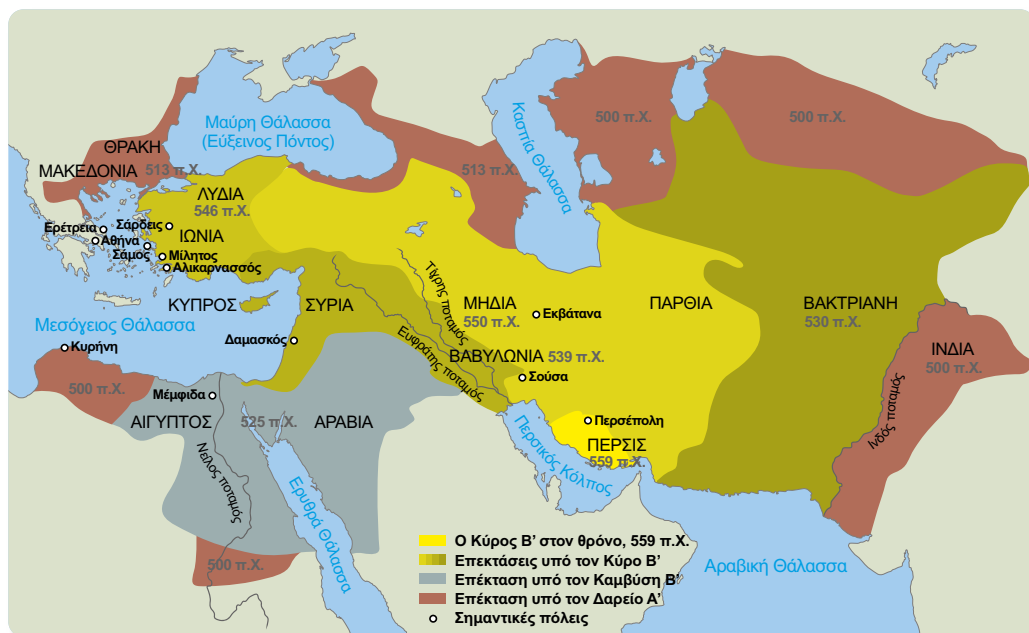 Μαύρη Θάλασσα
(Εύξεινος Πόντος)
Κασπία Θάλασσα
500 π.Χ.
500 π.Χ.
ΘΡΑΚΗ
ΜΑΚΕΔΟΝΙΑ
513 π.Χ.
513 π.Χ.
ΛΥΔΙΑ
546 π.Χ.
Ερέτρεια
Σάρδεις
ΙΩΝΙΑ
Αθήνα
Σάμος
Μίλητος
Αλικαρνασσός
ΚΥΠΡΟΣ
ΣΥΡΙΑ
Τίγρης ποταμός
ΜΗΔΙΑ
550 π.Χ.
Εκβάτανα
ΠΑΡΘΙΑ
ΒΑΚΤΡΙΑΝΗ
530 π.Χ.
Μεσόγειος Θάλασσα
Κυρήνη
Δαμασκός
Ευφράτης ποταμός
ΒΑΒΥΛΩΝΙΑ
539 π.Χ.
Σούσα
ΙΝΔΙΑ
500 π.Χ.
Ινδός ποταμός
500 π.Χ.
Μέμφιδα
ΑΙΓΥΠΤΟΣ
525 π.Χ.
ΑΡΑΒΙΑ
Περσέπολη
ΠΕΡΣΙΣ
559 π.Χ.
Περσικός Κόλπος
Νείλος ποταμός
Ερυθρά Θάλασσα
500 π.Χ.
Αραβική Θάλασσα
Ο Κύρος Β’ στον θρόνο, 559 π.Χ.
Επεκτάσεις υπό τον Κύρο Β’
Επέκταση υπό τον Καμβύση Β’
Επέκταση υπό τον Δαρείο Α’
Σημαντικές πόλεις